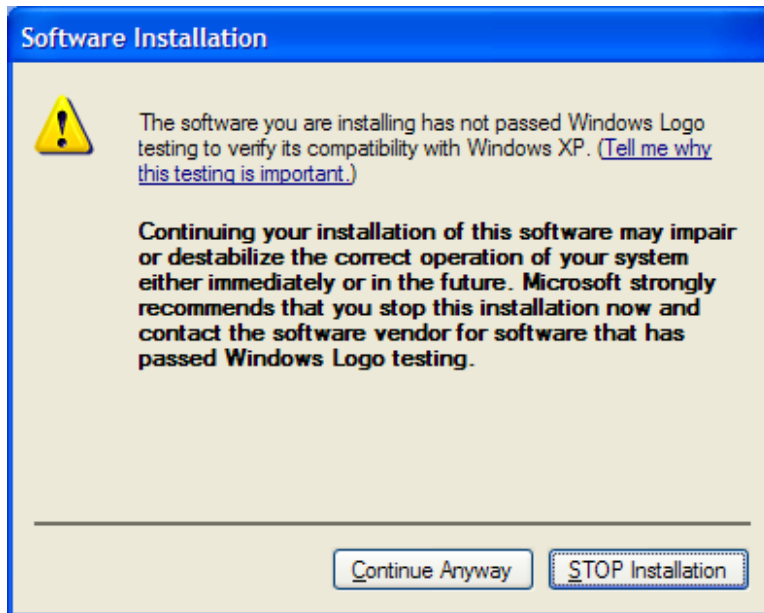 Software Installation
The software you are installing has not passed Windows Logo
testing to verify its compatibility with Windows XP. (Tell me why
this testing is important.)
Continuing your installation of this software may impair
or destabilize the correct operation of your system
either immediately or in the future. Microsoft strongly
recommends that you stop this installation now and
contact the software vendor for software that has
passed Windows Logo testing.
Continue Anyway
STOP Installation